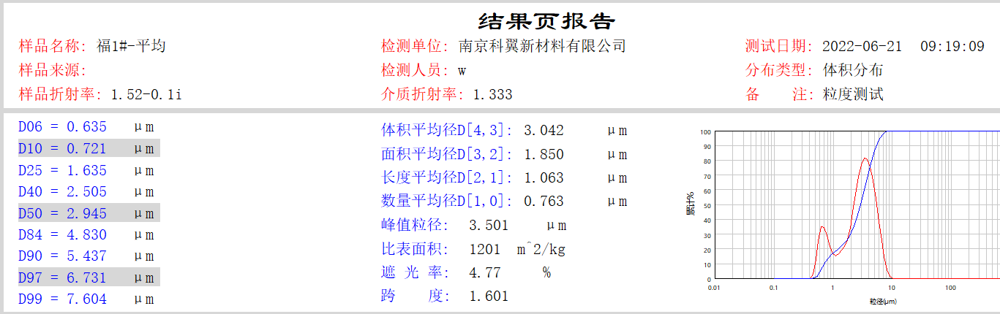 结果页报告
样品名称: 福1#-平均 检测单位: 南京科翼新材料有限公司 测试日期: 2022-06-21 09:19:09
样品来源: 检测人员: w 分布类型: 体积分布
样品折射率: 1.52-0.1i 介质折射率: 1.333 备 注: 粒度测试
D06 = 0.635 μm
D10 = 0.721 μm
D25 = 1.635 μm
D40 = 2.505 μm
D50 = 2.945 μm
D84 = 4.830 μm
D90 = 5.437 μm
D97 = 6.731 μm
D99 = 7.604 μm
体积平均径D[4,3]: 3.042 μm
面积平均径D[3,2]: 1.850 μm
长度平均径D[2,1]: 1.063 μm
数量平均径D[1,0]: 0.763 μm
峰值粒径: 3.501 μm
比表面积: 1201 m^2/kg
遮 光 率: 4.77 %
跨 度: 1.601
累计%
100
90
80
70
60
50
40
30
20
10
0
0.01 0.1 1 10 100
粒径(μm)